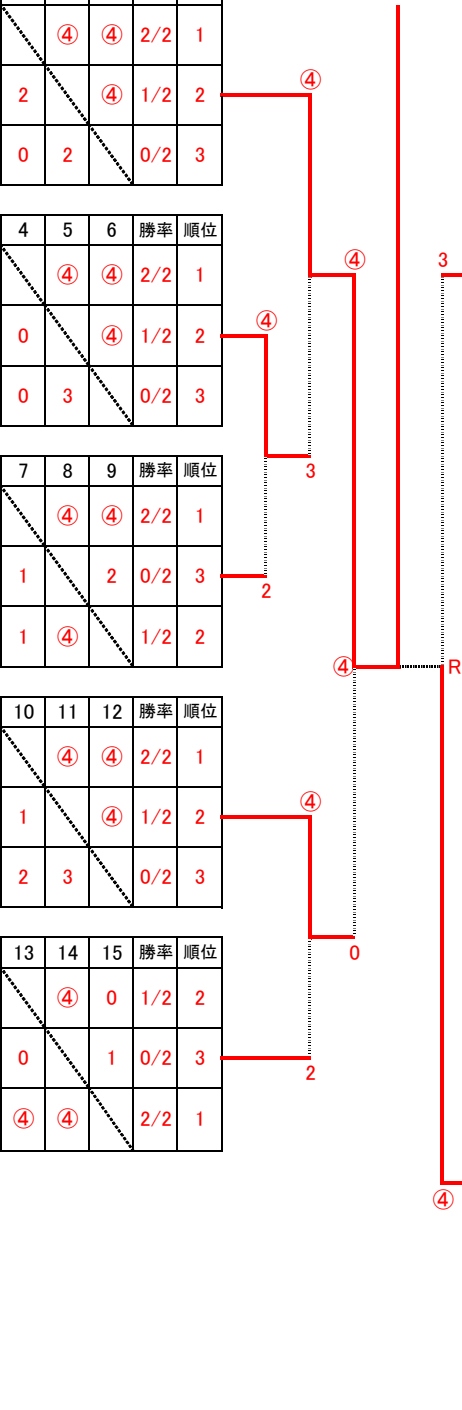 ④ ④ 2/2 1
④
2 ④ 1/2 2
0 2 0/2 3
4 5 6 勝率 順位
④ ④ 2/2 1
④ 3
④
0 ④ 1/2 2
0 3 0/2 3
3
7 8 9 勝率 順位
④ ④ 2/2 1
1 2 0/2 3
2
1 ④ 1/2 2
④ R
10 11 12 勝率 順位
④ ④ 2/2 1
④
1 ④ 1/2 2
2 3 0/2 3
13 14 15 勝率 順位
0
④ 0 1/2 2
0 1 0/2 3
2
④ ④ 2/2 1
④